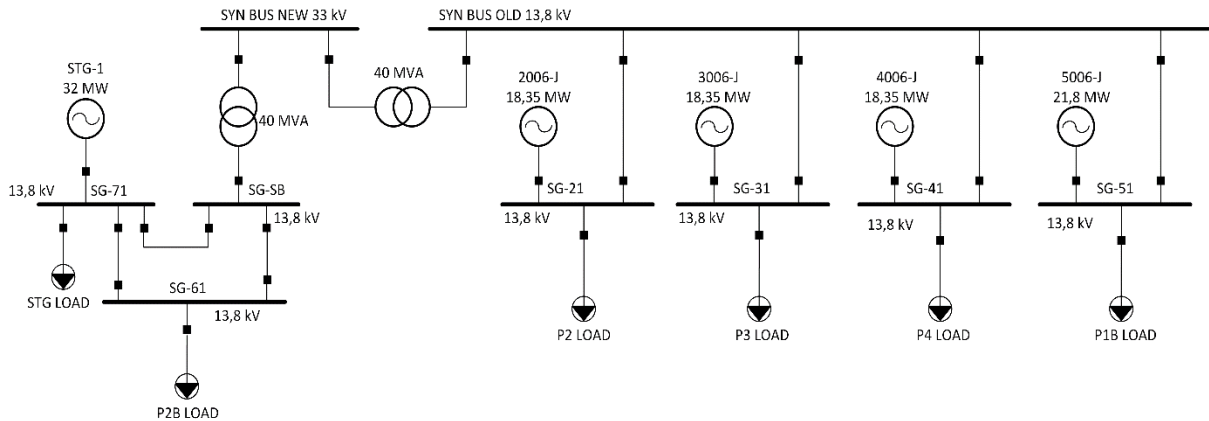 SYN BUS NEW 33 kV
SYN BUS OLD 13,8 kV
STG-1
32 MW
40 MVA
40 MVA
2006-J
18,35 MW
3006-J
18,35 MW
4006-J
18,35 MW
5006-J
21,8 MW
13,8 kV
SG-71
SG-SB
13,8 kV
SG-21
13,8 kV
SG-31
13,8 kV
SG-41
13,8 kV
SG-51
13,8 kV
STG LOAD
SG-61
13,8 kV
P2B LOAD
P2 LOAD
P3 LOAD
P4 LOAD
P1B LOAD